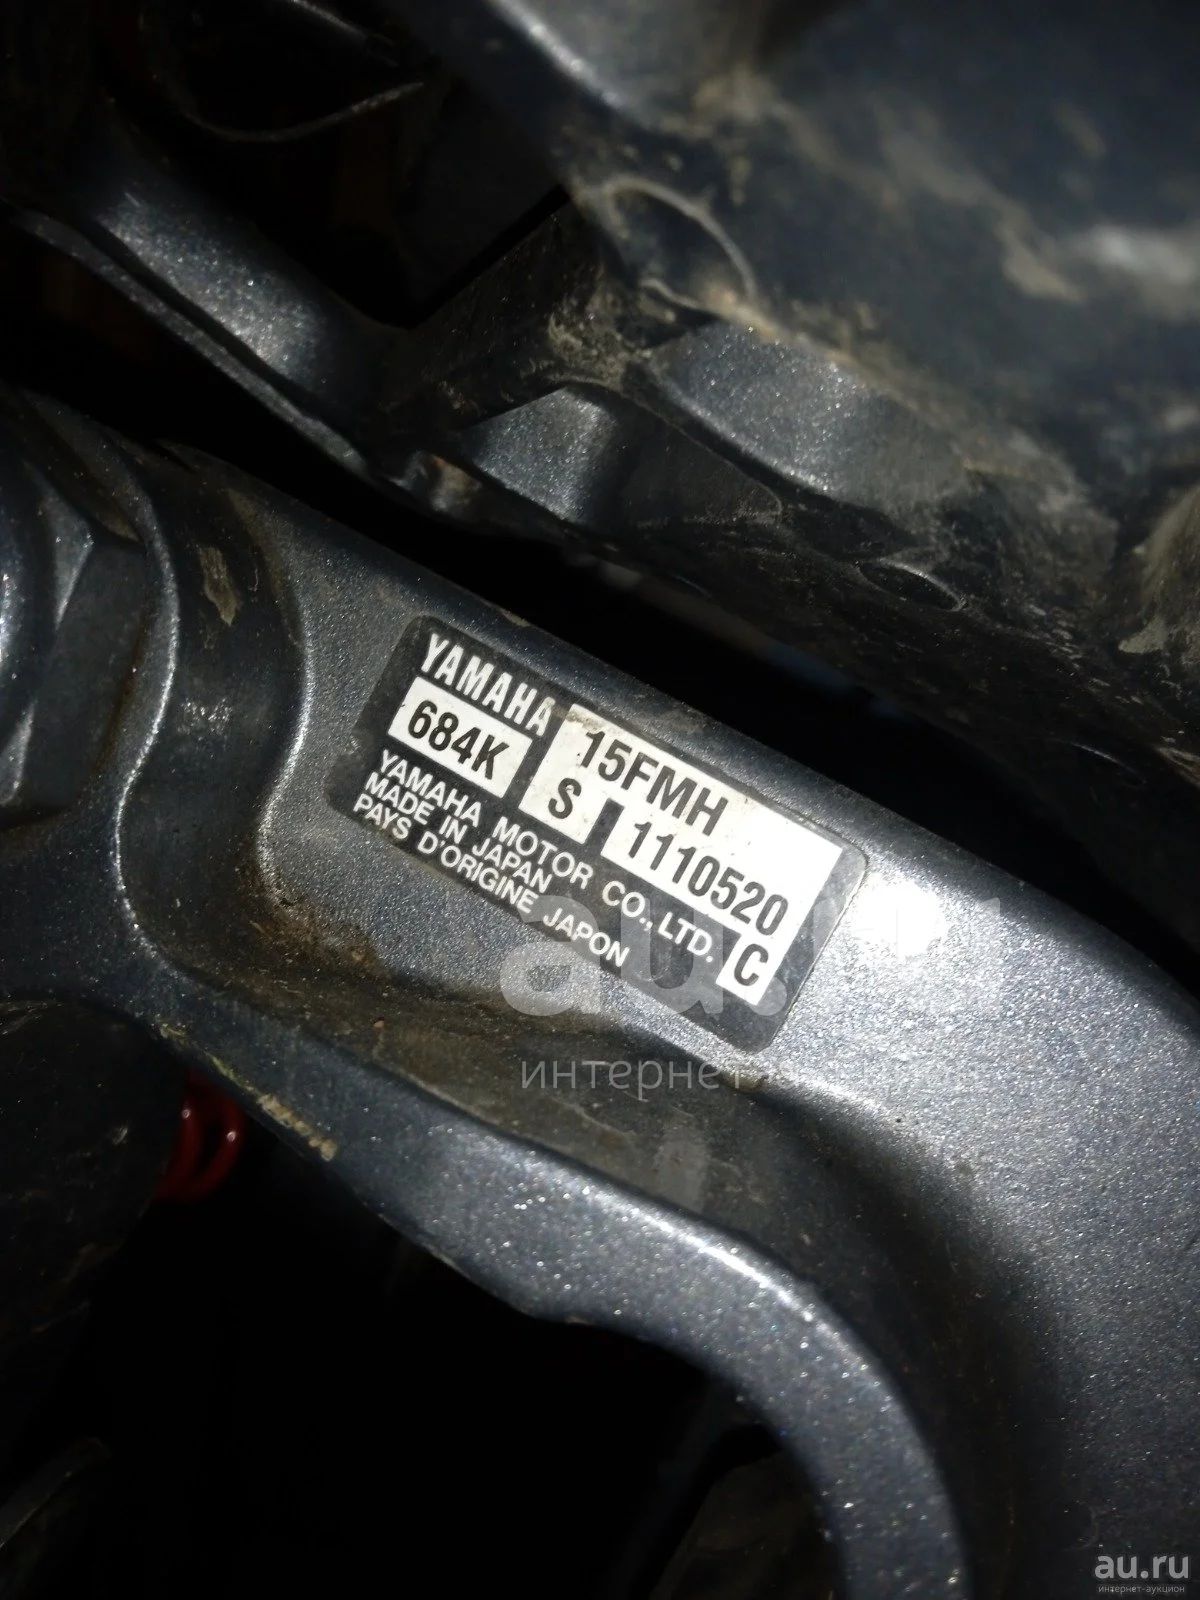 YAMAHA
15FMH
684K
S
1110520
YAMAHA MOTOR CO., LTD.
MADE IN JAPAN
C
PAYS D'ORIGINE JAPON
au.ru
au.ru
интернет-аукцион